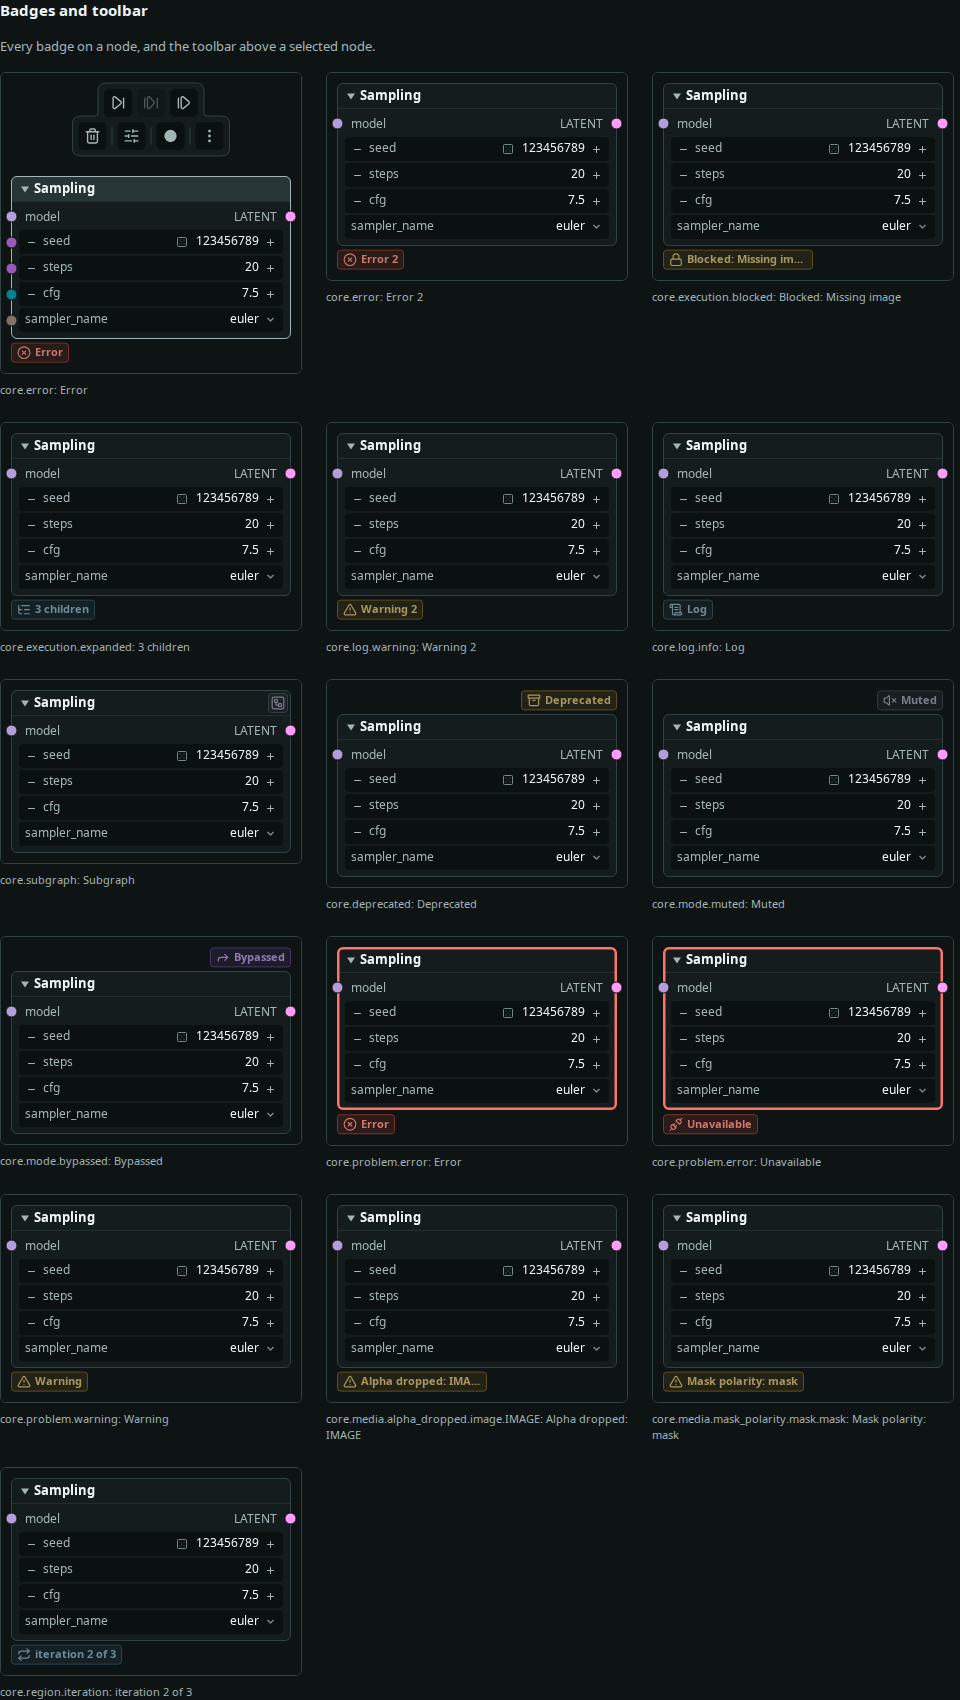 Badges and toolbar
Every badge on a node, and the toolbar above a selected node.
Sampling
model LATENT
– seed 123456789 +
– steps 20 +
– cfg 7.5 +
sampler_name euler
Error
core.error: Error
Sampling
model LATENT
– seed 123456789 +
– steps 20 +
– cfg 7.5 +
sampler_name euler
Error 2
core.error: Error 2
Sampling
model LATENT
– seed 123456789 +
– steps 20 +
– cfg 7.5 +
sampler_name euler
Blocked: Missing im...
core.execution.blocked: Blocked: Missing image
Sampling
model LATENT
– seed 123456789 +
– steps 20 +
– cfg 7.5 +
sampler_name euler
3 children
core.execution.expanded: 3 children
Sampling
model LATENT
– seed 123456789 +
– steps 20 +
– cfg 7.5 +
sampler_name euler
Warning 2
core.log.warning: Warning 2
Sampling
model LATENT
– seed 123456789 +
– steps 20 +
– cfg 7.5 +
sampler_name euler
Log
core.log.info: Log
Sampling
model LATENT
– seed 123456789 +
– steps 20 +
– cfg 7.5 +
sampler_name euler
core.subgraph: Subgraph
Deprecated
Sampling
model LATENT
– seed 123456789 +
– steps 20 +
– cfg 7.5 +
sampler_name euler
core.deprecated: Deprecated
Muted
Sampling
model LATENT
– seed 123456789 +
– steps 20 +
– cfg 7.5 +
sampler_name euler
core.mode.muted: Muted
Bypassed
Sampling
model LATENT
– seed 123456789 +
– steps 20 +
– cfg 7.5 +
sampler_name euler
core.mode.bypassed: Bypassed
Sampling
model LATENT
– seed 123456789 +
– steps 20 +
– cfg 7.5 +
sampler_name euler
Error
core.problem.error: Error
Sampling
model LATENT
– seed 123456789 +
– steps 20 +
– cfg 7.5 +
sampler_name euler
Unavailable
core.problem.error: Unavailable
Sampling
model LATENT
– seed 123456789 +
– steps 20 +
– cfg 7.5 +
sampler_name euler
Warning
core.problem.warning: Warning
Sampling
model LATENT
– seed 123456789 +
– steps 20 +
– cfg 7.5 +
sampler_name euler
Alpha dropped: IMA...
core.media.alpha_dropped.image.IMAGE: Alpha dropped:
IMAGE
Sampling
model LATENT
– seed 123456789 +
– steps 20 +
– cfg 7.5 +
sampler_name euler
Mask polarity: mask
core.media.mask_polarity.mask.mask: Mask polarity:
mask
Sampling
model LATENT
– seed 123456789 +
– steps 20 +
– cfg 7.5 +
sampler_name euler
iteration 2 of 3
core.region.iteration: iteration 2 of 3